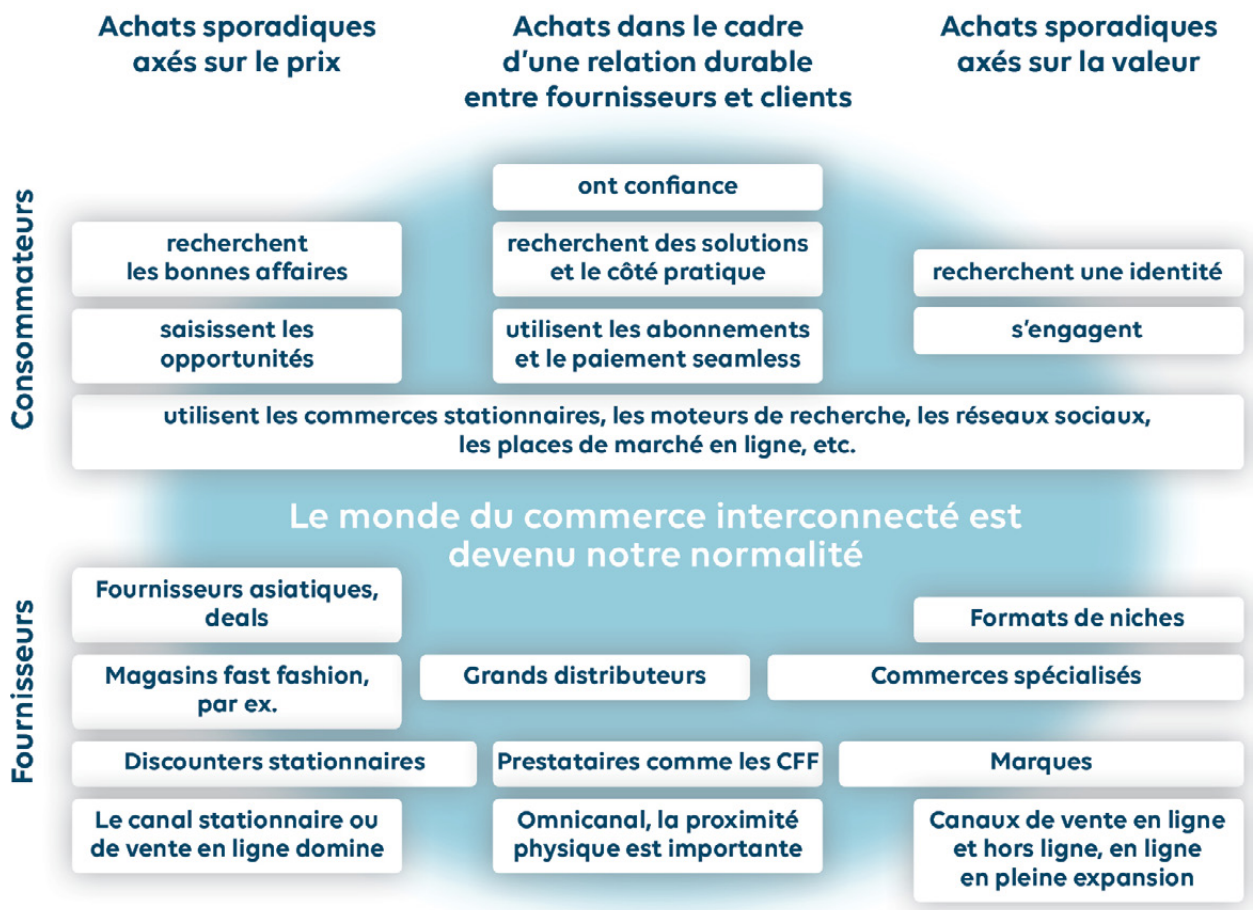 Achats sporadiques
axés sur le prix
Achats dans le cadre
d'une relation durable
entre fournisseurs et clients
Achats sporadiques
axés sur la valeur
Consommateurs
ont confiance
recherchent
les bonnes affaires
recherchent des solutions
et le côté pratique
recherchent une identité
saisissent les
opportunités
utilisent les abonnements
et le paiement seamless
s'engagent
utilisent les commerces stationnaires, les moteurs de recherche, les réseaux sociaux,
les places de marché en ligne, etc.
Le monde du commerce interconnecté est
devenu notre normalité
Fournisseurs
Fournisseurs asiatiques,
deals
Formats de niches
Magasins fast fashion,
par ex.
Grands distributeurs
Commerces spécialisés
Discounters stationnaires
Prestataires comme les CFF
Marques
Le canal stationnaire ou
de vente en ligne domine
Omnicanal, la proximité
physique est importante
Canaux de vente en ligne
et hors ligne, en ligne
en pleine expansion